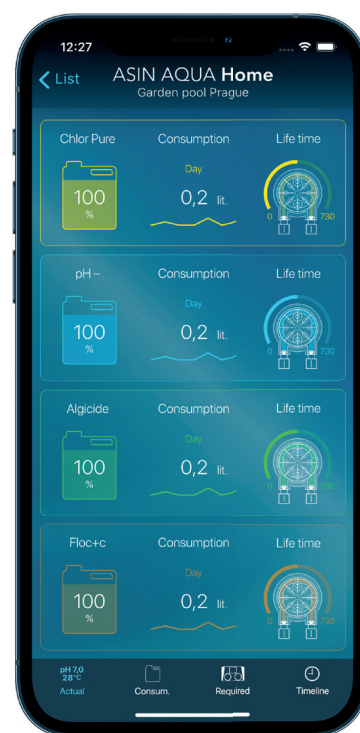 12:27
List
ASIN AQUA Home
Garden pool Prague
Chlor Pure Consumption Life time
Day
100 % 0,2 lit.
0 730
pH – Consumption Life time
Day
100 % 0,2 lit.
0 730
Algicide Consumption Life time
Day
100 % 0,2 lit.
0 730
Floc+c Consumption Life time
Day
100 % 0,2 lit.
0 730
pH 7,0
28°C
Actual Consum. Required Timeline